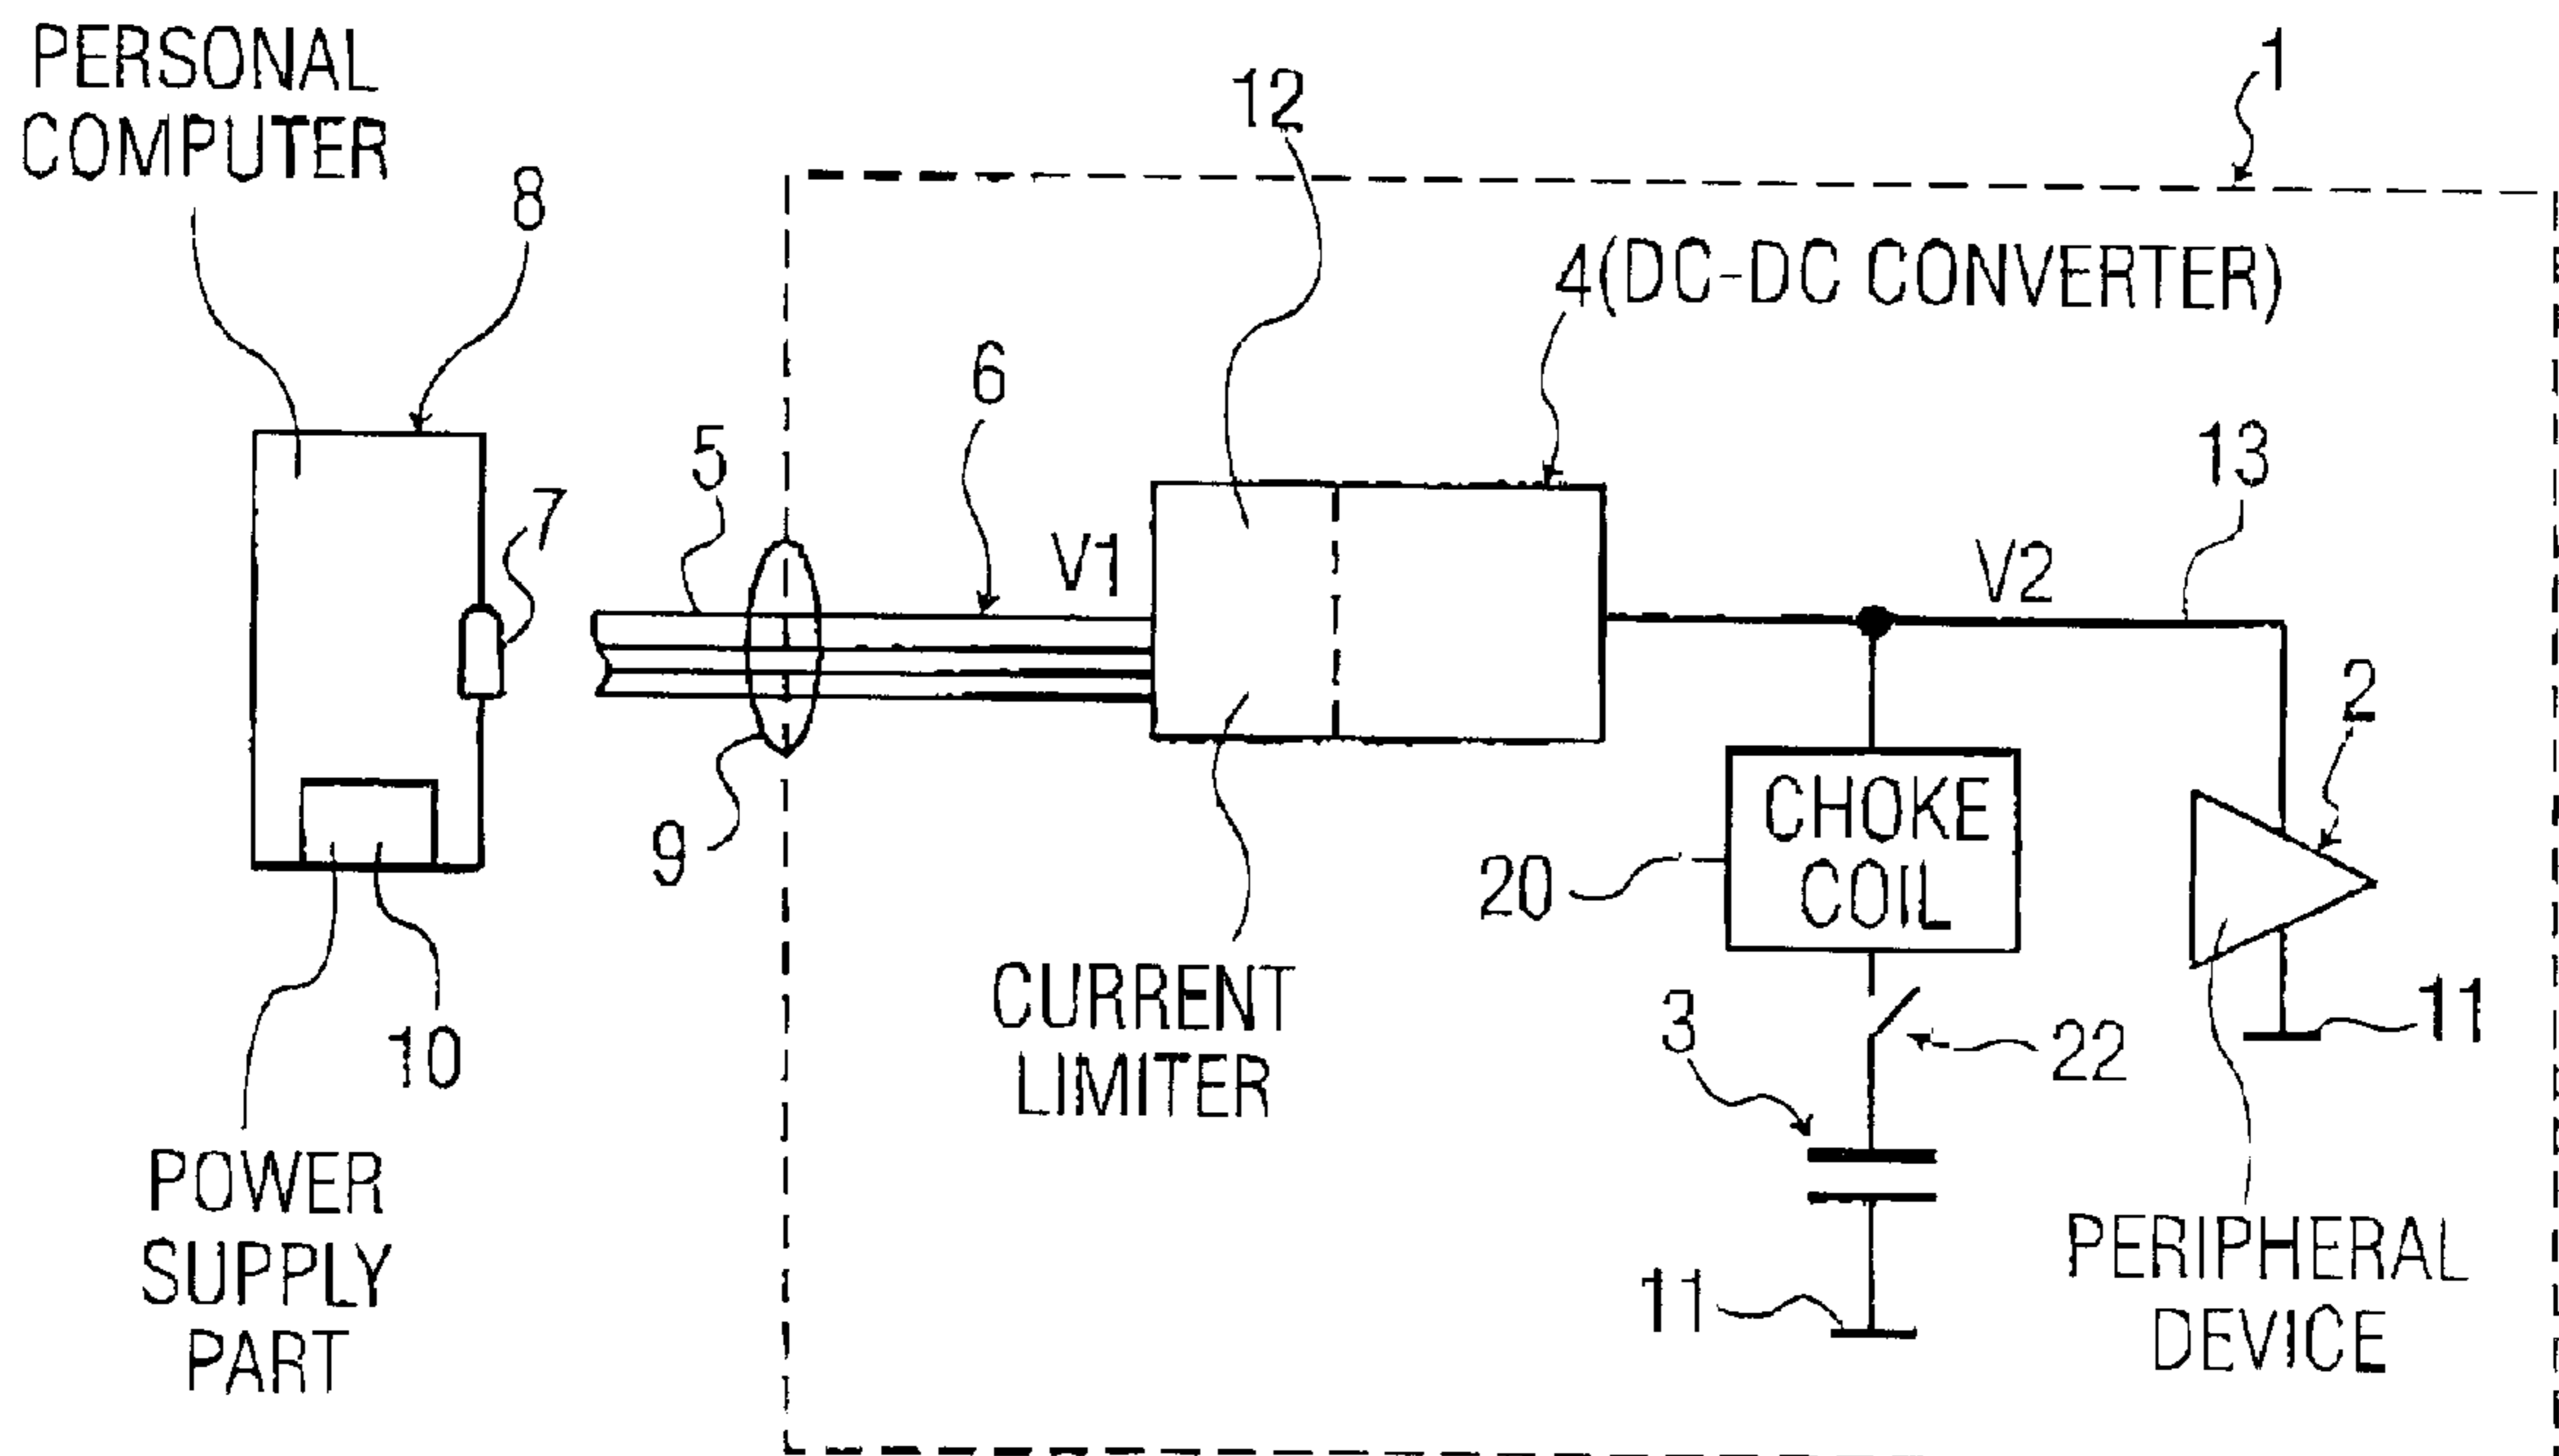 PERSONAL
COMPUTER
8
12
1
4(DC-DC CONVERTER)
6
5
7
V1
V2
13
2
9
CHOKE
COIL
20
10
CURRENT
LIMITER
3
22
11
POWER
SUPPLY
PART
11
PERIPHERAL
DEVICE